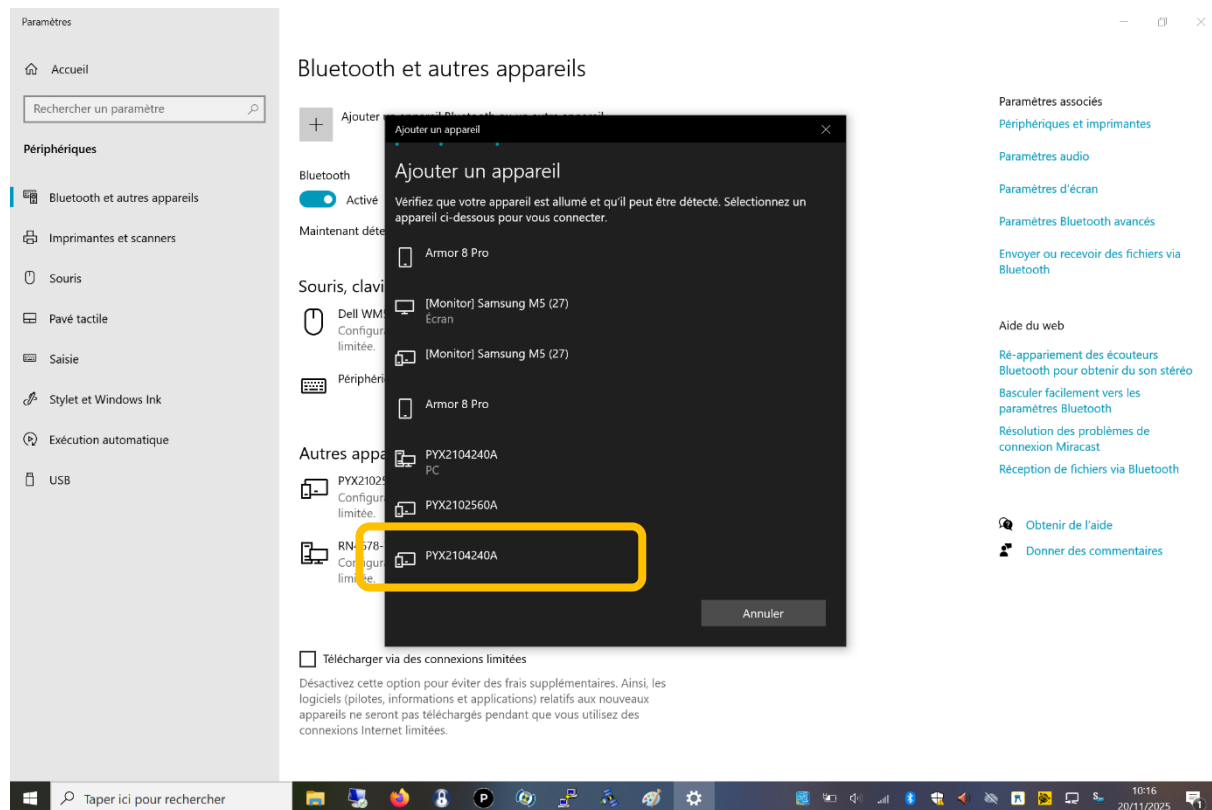 Paramètres
Accueil
Rechercher un paramètre
Périphériques
Bluetooth et autres appareils
Imprimantes et scanners
Souris
Pavé tactile
Saisie
Stylet et Windows Ink
Exécution automatique
USB
Bluetooth et autres appareils
Ajouter
Bluetooth
Activé
Maintenant déte
Souris, clavi
Dell WM
Configur
limitée.
Périphéri
Autres appa
PYX2102
Configur
limitée.
RN4678-
Configur
limitée.
Télécharger via des connexions limitées
Désactivez cette option pour éviter des frais supplémentaires. Ainsi, les
logiciels (pilotes, informations et applications) relatifs aux nouveaux
appareils ne seront pas téléchargés pendant que vous utilisez des
connexions Internet limitées.
Ajouter un appareil
Ajouter un appareil
Vérifiez que votre appareil est allumé et qu'il peut être détecté. Sélectionnez un
appareil ci-dessous pour vous connecter.
Armor 8 Pro
[Monitor] Samsung M5 (27)
Écran
[Monitor] Samsung M5 (27)
Armor 8 Pro
PYX2104240A
PC
PYX2102560A
PYX2104240A
Annuler
Paramètres associés
Périphériques et imprimantes
Paramètres audio
Paramètres d'écran
Paramètres Bluetooth avancés
Envoyer ou recevoir des fichiers via
Bluetooth
Aide du web
Ré-appariement des écouteurs
Bluetooth pour obtenir du son stéréo
Basculer facilement vers les
paramètres Bluetooth
Résolution des problèmes de
connexion Miracast
Réception de fichiers via Bluetooth
Obtenir de l'aide
Donner des commentaires
Taper ici pour rechercher
10:16
20/11/2025